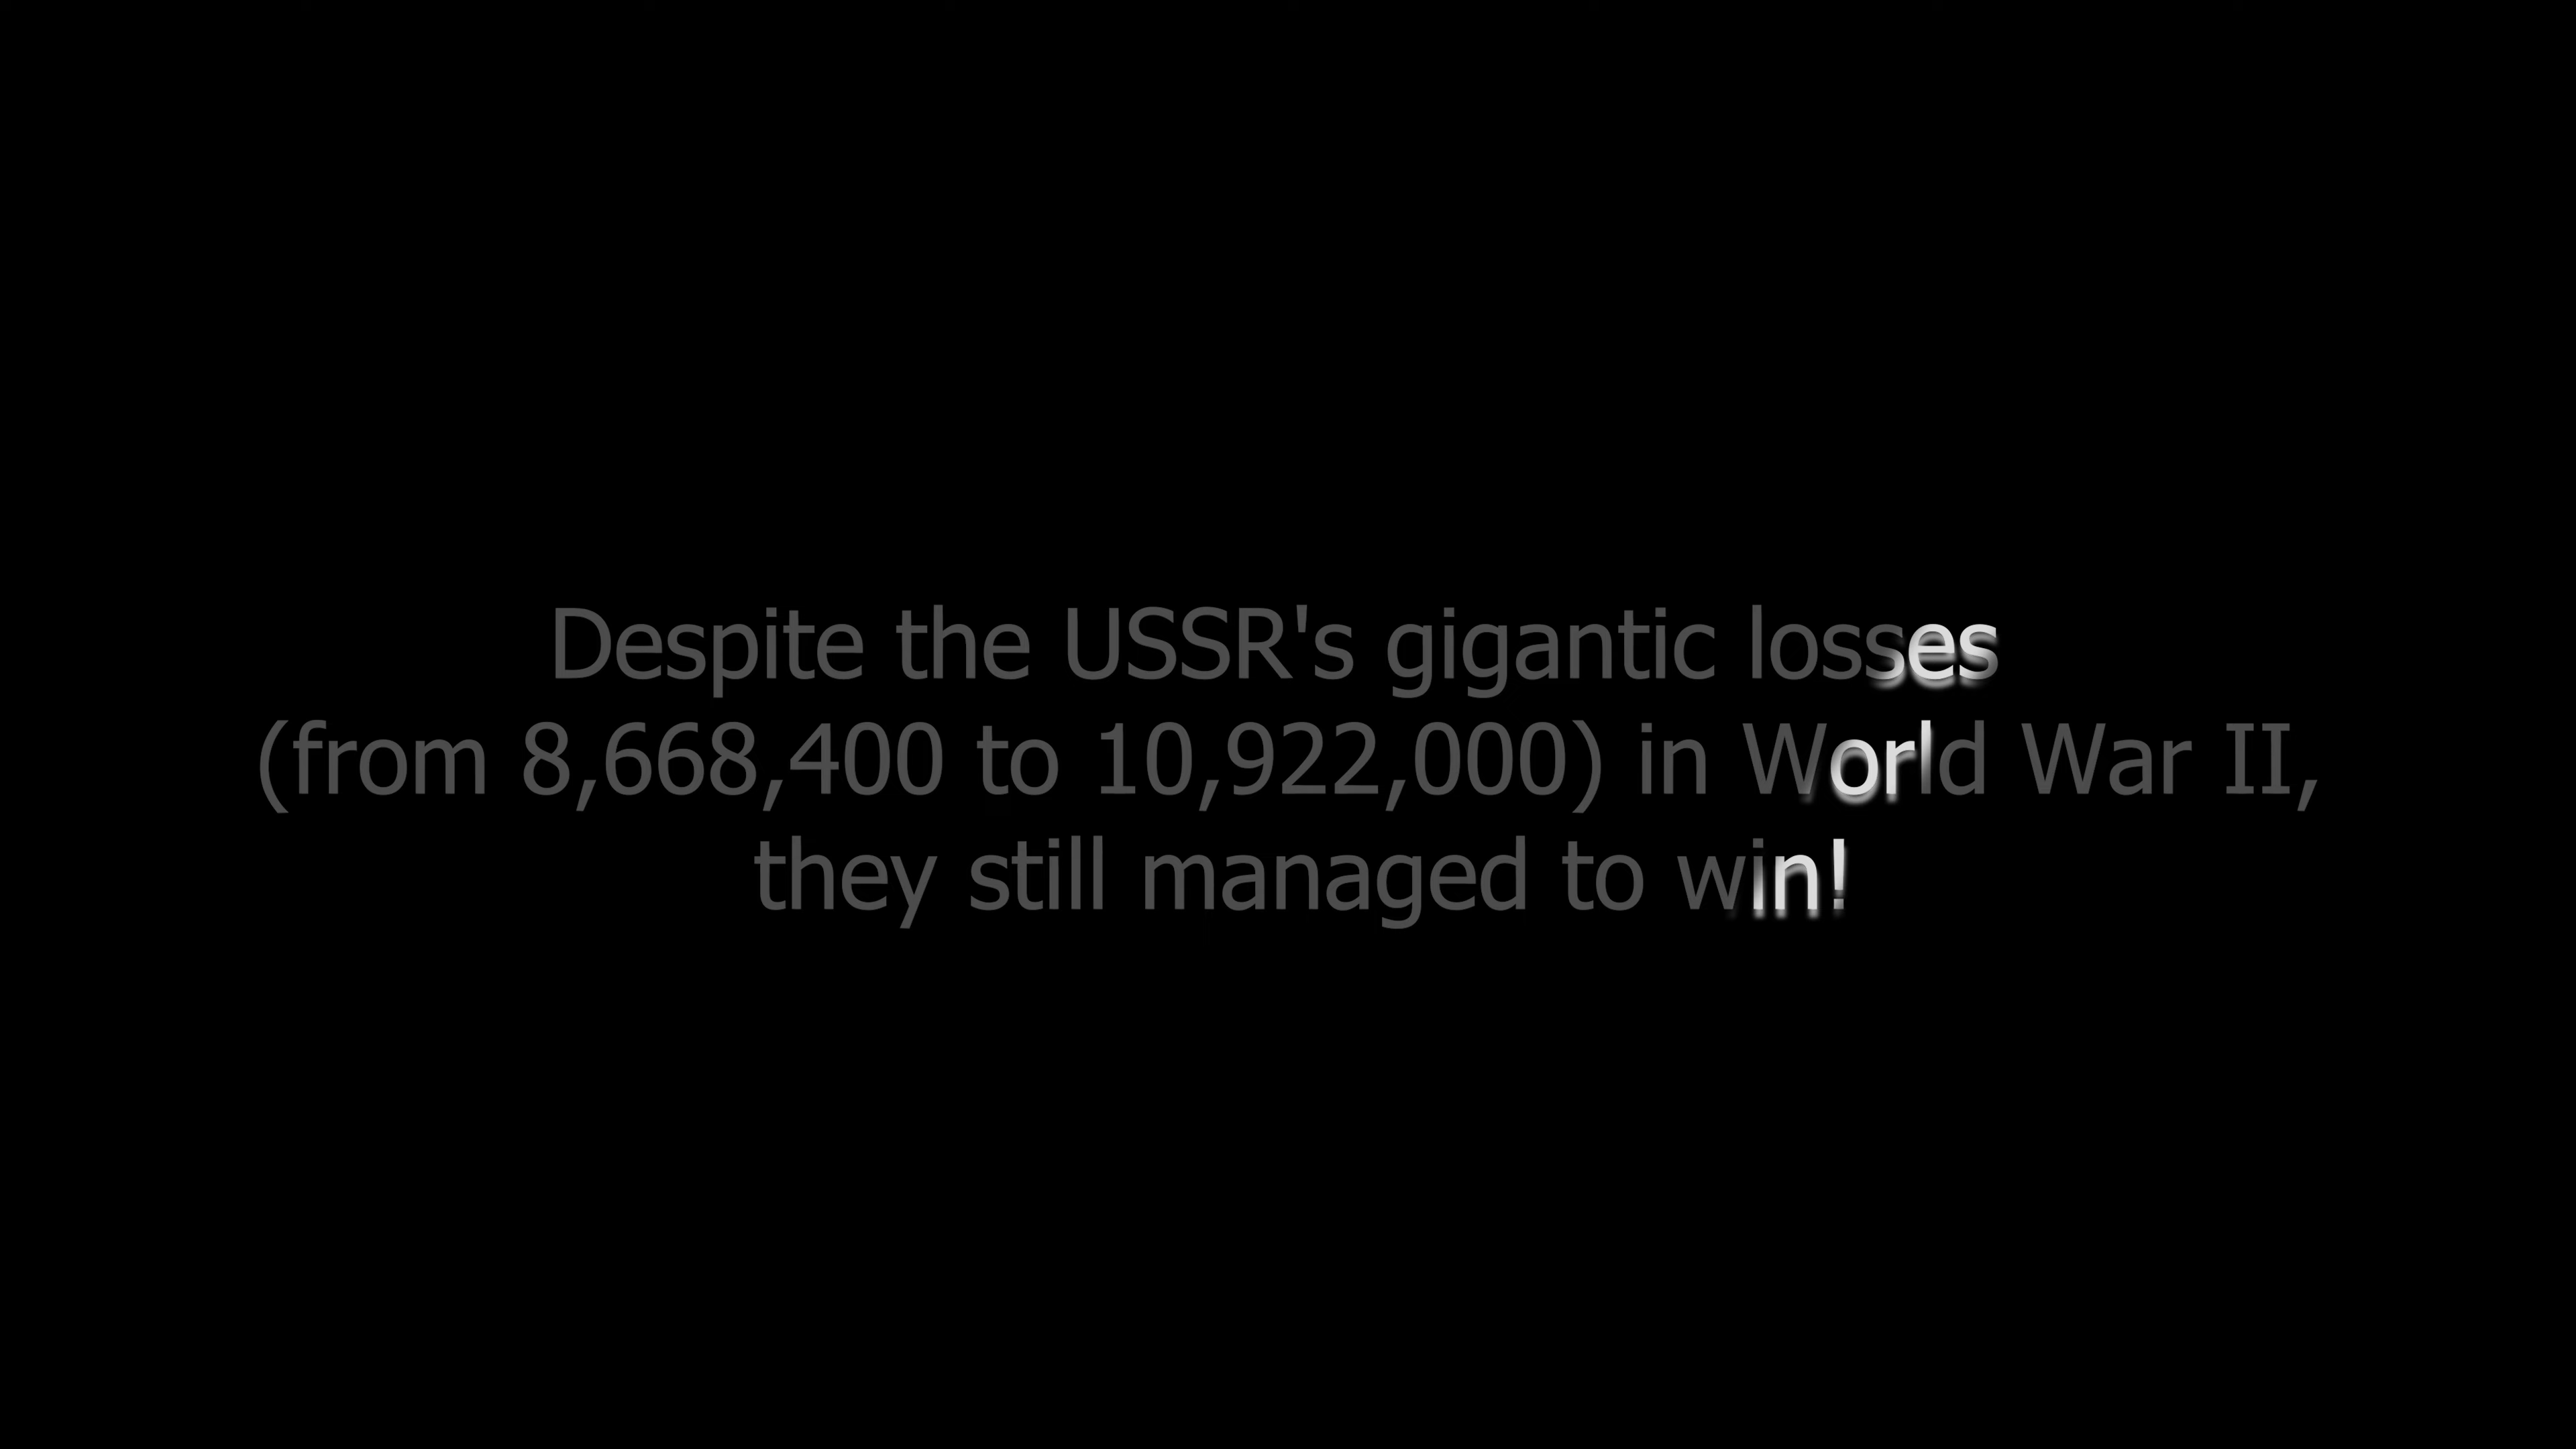 Despite the USSR's gigantic losses
(from 8,668,400 to 10,922,000) in World War II,
they still managed to win!